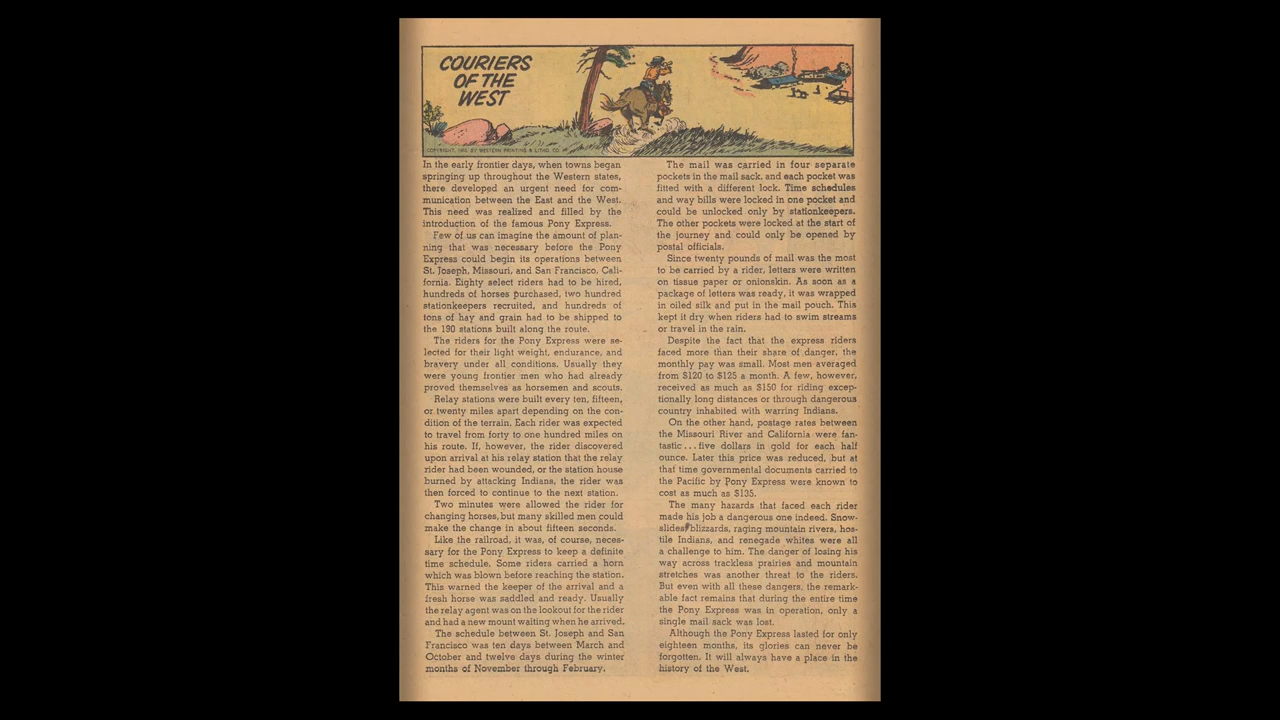 COURIERS
OF THE
WEST
COPYRIGHT, BY WESTERN PRINTING & LITHO. CO.
In the early frontier days, when towns began
springing up throughout the Western states,
there developed an urgent need for com-
munication between the East and the West.
This need was realized and filled by the
introduction of the famous Pony Express.
Few of us can imagine the amount of plan-
ning that was necessary before the Pony
Express could begin its operations between
St. Joseph, Missouri, and San Francisco, Cali-
fornia. Eighty select riders had to be hired,
hundreds of horses purchased, two hundred
stationkeepers recruited, and hundreds of
tons of hay and grain had to be shipped to
the 190 stations built along the route.
The riders for the Pony Express were se-
lected for their light weight, endurance, and
bravery under all conditions. Usually they
were young frontier men who had already
proved themselves as horsemen and scouts.
Relay stations were built every ten, fifteen,
or twenty miles apart depending on the con-
dition of the terrain. Each rider was expected
to travel from forty to one hundred miles on
his route. If, however, the rider discovered
upon arrival at his relay station that the relay
rider had been wounded, or the station house
burned by attacking Indians, the rider was
then forced to continue to the next station.
Two minutes were allowed the rider for
changing horses, but many skilled men could
make the change in about fifteen seconds.
Like the railroad, it was, of course, neces-
sary for the Pony Express to keep a definite
time schedule. Some riders carried a horn
which was blown before reaching the station.
This warned the keeper of the arrival and a
fresh horse was saddled and ready. Usually
the relay agent was on the lookout for the rider
and had a new mount waiting when he arrived.
The schedule between St. Joseph and San
Francisco was ten days between March and
October and twelve days during the winter
months of November through February.
The mail was carried in four separate
pockets in the mail sack, and each pocket was
fitted with a different lock. Time schedules
and way bills were locked in one pocket and
could be unlocked only by stationkeepers.
The other pockets were locked at the start of
the journey and could only be opened by
postal officials.
Since twenty pounds of mail was the most
to be carried by a rider, letters were written
on tissue paper or onionskin. As soon as a
package of letters was ready, it was wrapped
in oiled silk and put in the mail pouch. This
kept it dry when riders had to swim streams
or travel in the rain.
Despite the fact that the express riders
faced more than their share of danger, the
monthly pay was small. Most men averaged
from $120 to $125 a month. A few, however,
received as much as $150 for riding excep-
tionally long distances or through dangerous
country inhabited with warring Indians.
On the other hand, postage rates between
the Missouri River and California were fan-
tastic . . . five dollars in gold for each half
ounce. Later this price was reduced, but at
that time governmental documents carried to
the Pacific by Pony Express were known to
cost as much as $135.
The many hazards that faced each rider
made his job a dangerous one indeed. Snow-
slides, blizzards, raging mountain rivers, hos-
tile Indians, and renegade whites were all
a challenge to him. The danger of losing his
way across trackless prairies and mountain
stretches was another threat to the riders.
But even with all these dangers, the remark-
able fact remains that during the entire time
the Pony Express was in operation, only a
single mail sack was lost.
Although the Pony Express lasted for only
eighteen months, its glories can never be
forgotten. It will always have a place in the
history of the West.